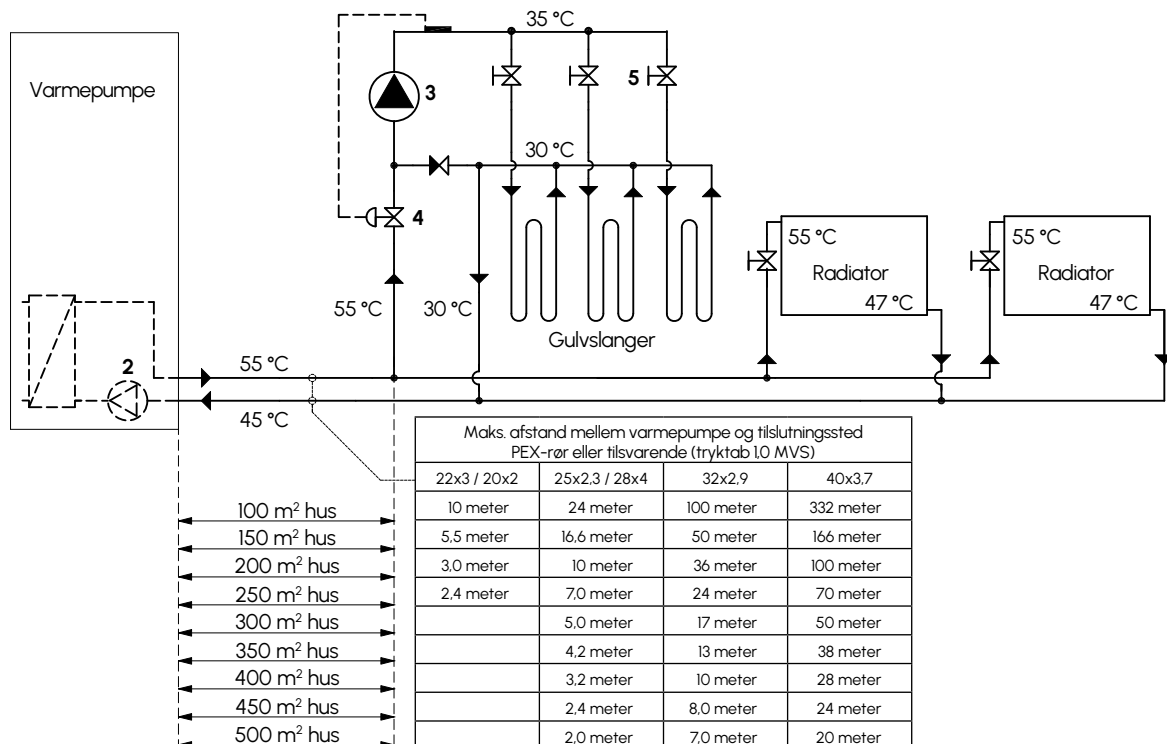 35 °C
Varmepumpe
3
5
30 °C
4
55 °C
Radiator
47 °C
55 °C
Radiator
47 °C
55 °C
30 °C
Gulvslanger
2
55 °C
45 °C
Maks. afstand mellem varmepumpe og tilslutningssted
PEX-rør eller tilsvarende (tryktab 1,0 MVS)
22x3 / 20x2 25x2,3 / 28x4 32x2,9 40x3,7
100 m² hus 10 meter 24 meter 100 meter 332 meter
150 m² hus 5,5 meter 16,6 meter 50 meter 166 meter
200 m² hus 3,0 meter 10 meter 36 meter 100 meter
250 m² hus 2,4 meter 7,0 meter 24 meter 70 meter
300 m² hus 5,0 meter 17 meter 50 meter
350 m² hus 4,2 meter 13 meter 38 meter
400 m² hus 3,2 meter 10 meter 28 meter
450 m² hus 2,4 meter 8,0 meter 24 meter
500 m² hus 2,0 meter 7,0 meter 20 meter